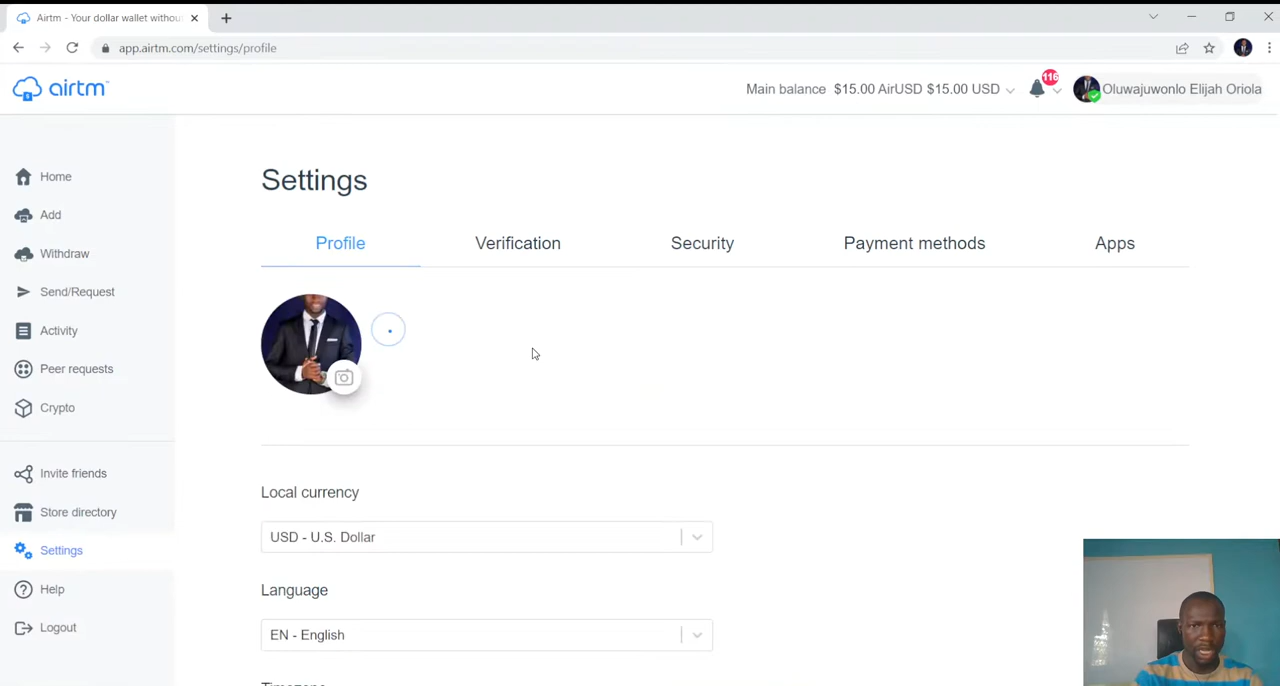 Airtm - Your dollar wallet withou
app.airtm.com/settings/profile
airtm
Main balance $15.00 AirUSD $15.00 USD
116
Oluwajuwonlo Elijah Oriola
Home
Add
Withdraw
Send/Request
Activity
Peer requests
Crypto
Invite friends
Store directory
Settings
Help
Logout
Settings
Profile
Verification
Security
Payment methods
Apps
Local currency
USD - U.S. Dollar
Language
EN - English
Timezone